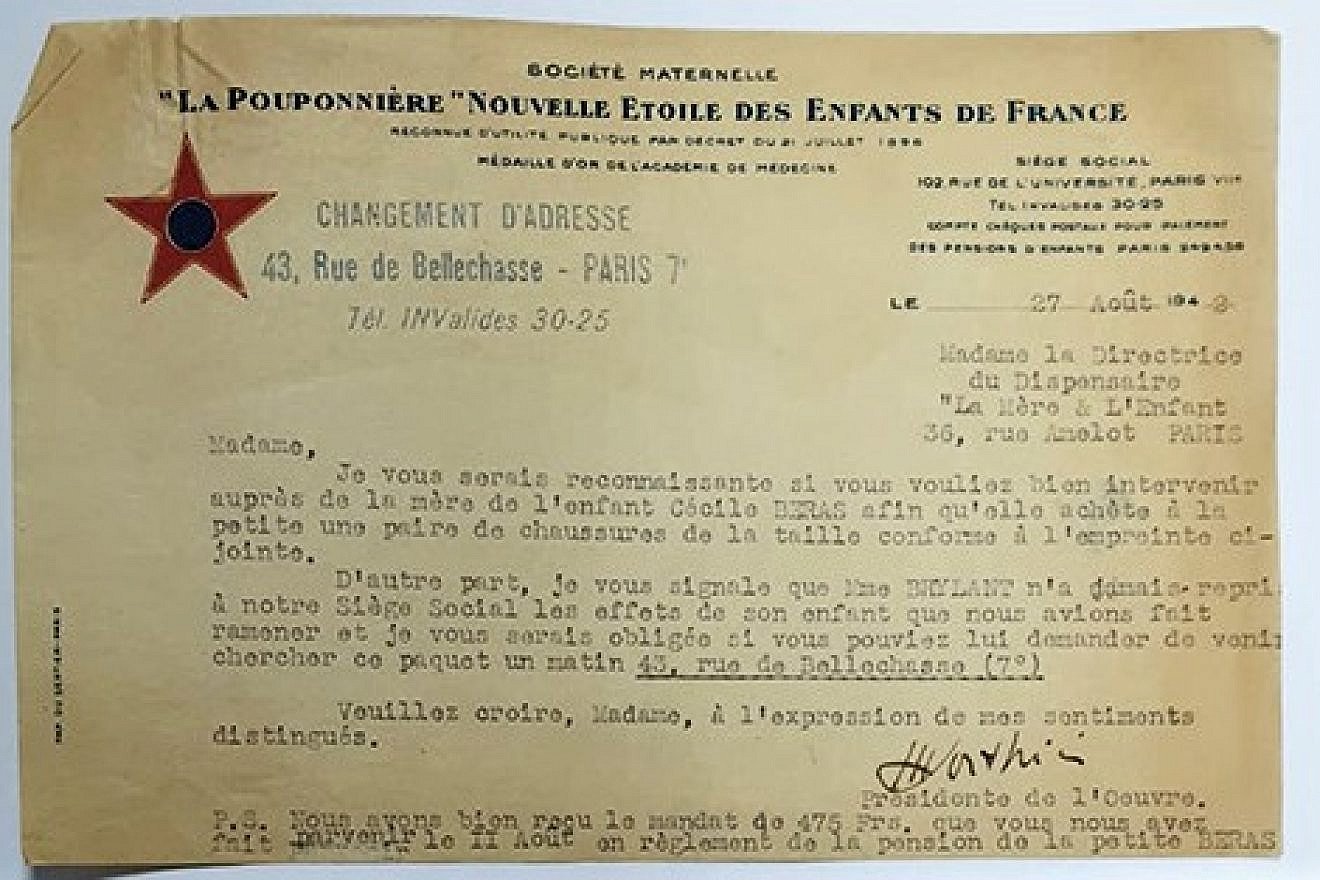 SOCIÉTÉ MATERNELLE
"LA POUPONNIÈRE" NOUVELLE ETOILE DES ENFANTS DE FRANCE
RECONNUE D'UTILITÉ PUBLIQUE PAR DÉCRET DU 21 JUILLET 1896
MÉDAILLE D'OR DE L'ACADÉMIE DE MÉDECINE
SIÈGE SOCIAL
102 RUE DE L'UNIVERSITÉ, PARIS VIIe
TEL INVALIDES 30-25
COMPTE CHÈQUES POSTAUX POUR PAIEMENT
DES PENSIONS D'ENFANTS PARIS
CHANGEMENT D'ADRESSE
43, Rue de Bellechasse - PARIS 7e
Tél. INValides 30-25
LE 27 Août 194
Madame la Directrice
du Dispensaire
"La Mère & L'Enfant
36, rue Amelot PARIS
Madame,
Je vous serais reconnaissante si vous vouliez bien intervenir
auprès de la mère de l'enfant Cécile BERAS afin qu'elle achète à la
petite une paire de chaussures de la taille conforme à l'empreinte ci-
jointe.
D'autre part, je vous signale que Mme BRYLANT n'a jamais repri
à notre Siège Social les effets de son enfant que nous avions fait
ramener et je vous serais obligée si vous pouviez lui demander de venir
chercher ce paquet un matin 43, rue de Bellechasse (7°)
Veuillez croire, Madame, à l'expression de mes sentiments
distingués.
Présidente de l'Oeuvre.
P.S. Nous avons bien reçu le mandat de 475 Frs. que vous nous avez
fait parvenir le II Août en règlement de la pension de la petite BERAS